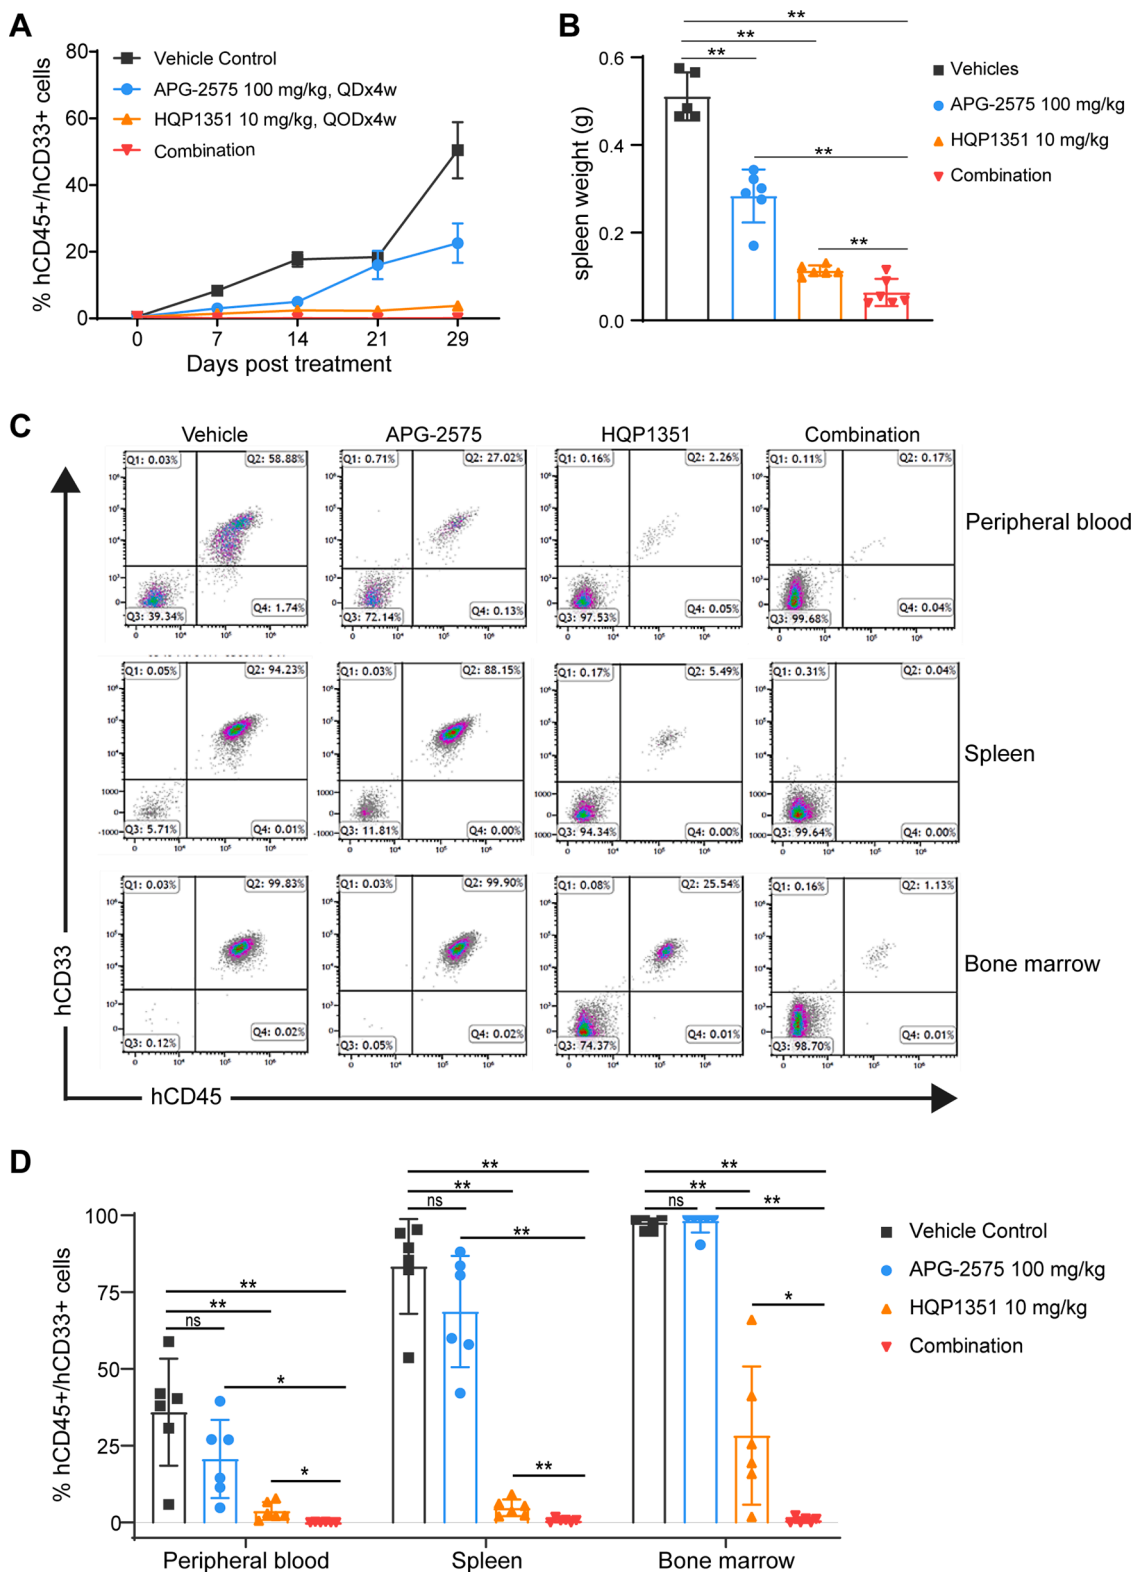 A
80
60
40
20
0
% hCD45+/hCD33+ cells
Vehicle Control
APG-2575 100 mg/kg, QDx4w
HQP1351 10 mg/kg, QODx4w
Combination
0 7 14 21 29
Days post treatment
B
0.6
0.4
0.2
0.0
spleen weight (g)
**
**
**
**
**
Vehicles
APG-2575 100 mg/kg
HQP1351 10 mg/kg
Combination
C
Vehicle APG-2575 HQP1351 Combination
Q1: 0.03% Q2: 58.88% Q1: 0.71% Q2: 27.02% Q1: 0.16% Q2: 2.26% Q1: 0.11% Q2: 0.17%
Peripheral blood
Q3: 39.34% Q4: 1.74% Q3: 72.14% Q4: 0.13% Q3: 97.53% Q4: 0.05% Q3: 99.68% Q4: 0.04%
Q1: 0.05% Q2: 94.23% Q1: 0.03% Q2: 88.15% Q1: 0.17% Q2: 5.49% Q1: 0.31% Q2: 0.04%
Spleen
Q3: 5.71% Q4: 0.01% Q3: 11.81% Q4: 0.00% Q3: 94.34% Q4: 0.00% Q3: 99.64% Q4: 0.00%
Q1: 0.03% Q2: 99.83% Q1: 0.03% Q2: 99.90% Q1: 0.08% Q2: 25.54% Q1: 0.16% Q2: 1.13%
Bone marrow
Q3: 0.12% Q4: 0.02% Q3: 0.05% Q4: 0.02% Q3: 74.37% Q4: 0.01% Q3: 98.70% Q4: 0.01%
hCD33
hCD45
D
100
75
50
25
0
% hCD45+/hCD33+ cells
**
**
ns
*
*
**
**
ns
**
**
**
**
ns
**
*
Peripheral blood Spleen Bone marrow
Vehicle Control
APG-2575 100 mg/kg
HQP1351 10 mg/kg
Combination